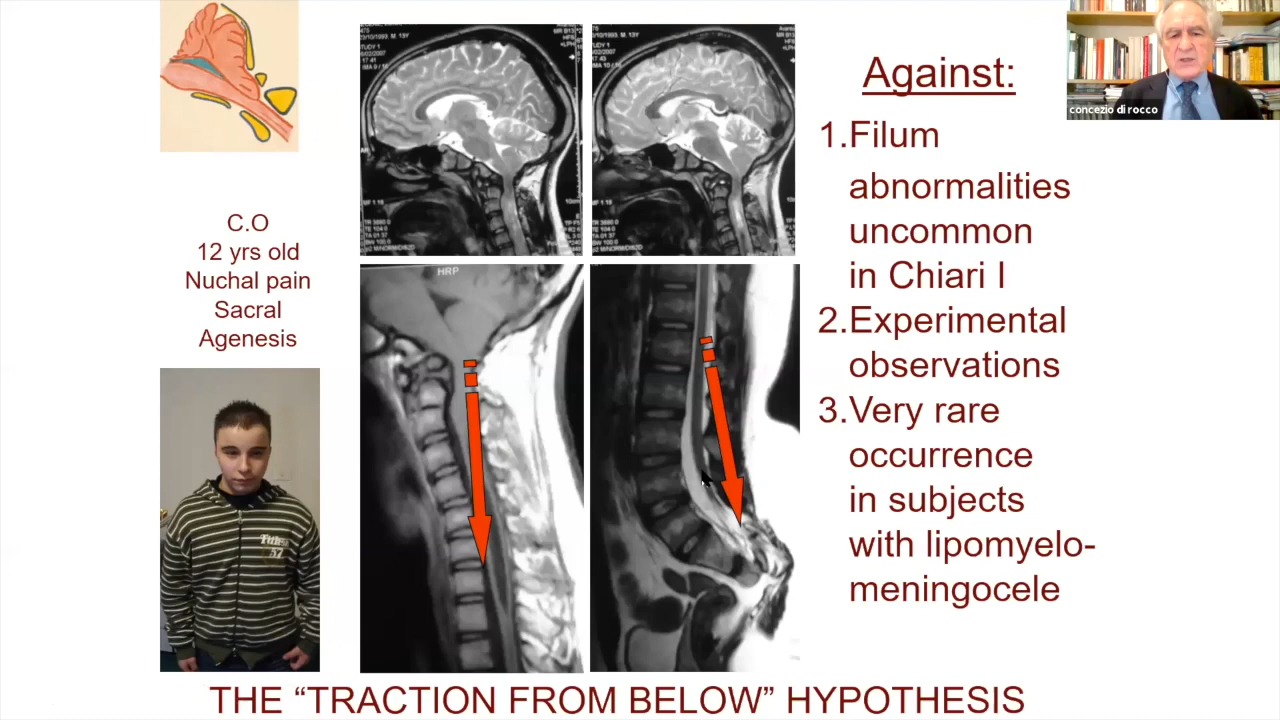 C.O
12 yrs old
Nuchal pain
Sacral
Agenesis
HRP
Against:
1.Filum
abnormalities
uncommon
in Chiari I
2.Experimental
observations
3.Very rare
occurrence
in subjects
with lipomyelo-
meningocele
concezio di rocco
THE “TRACTION FROM BELOW” HYPOTHESIS